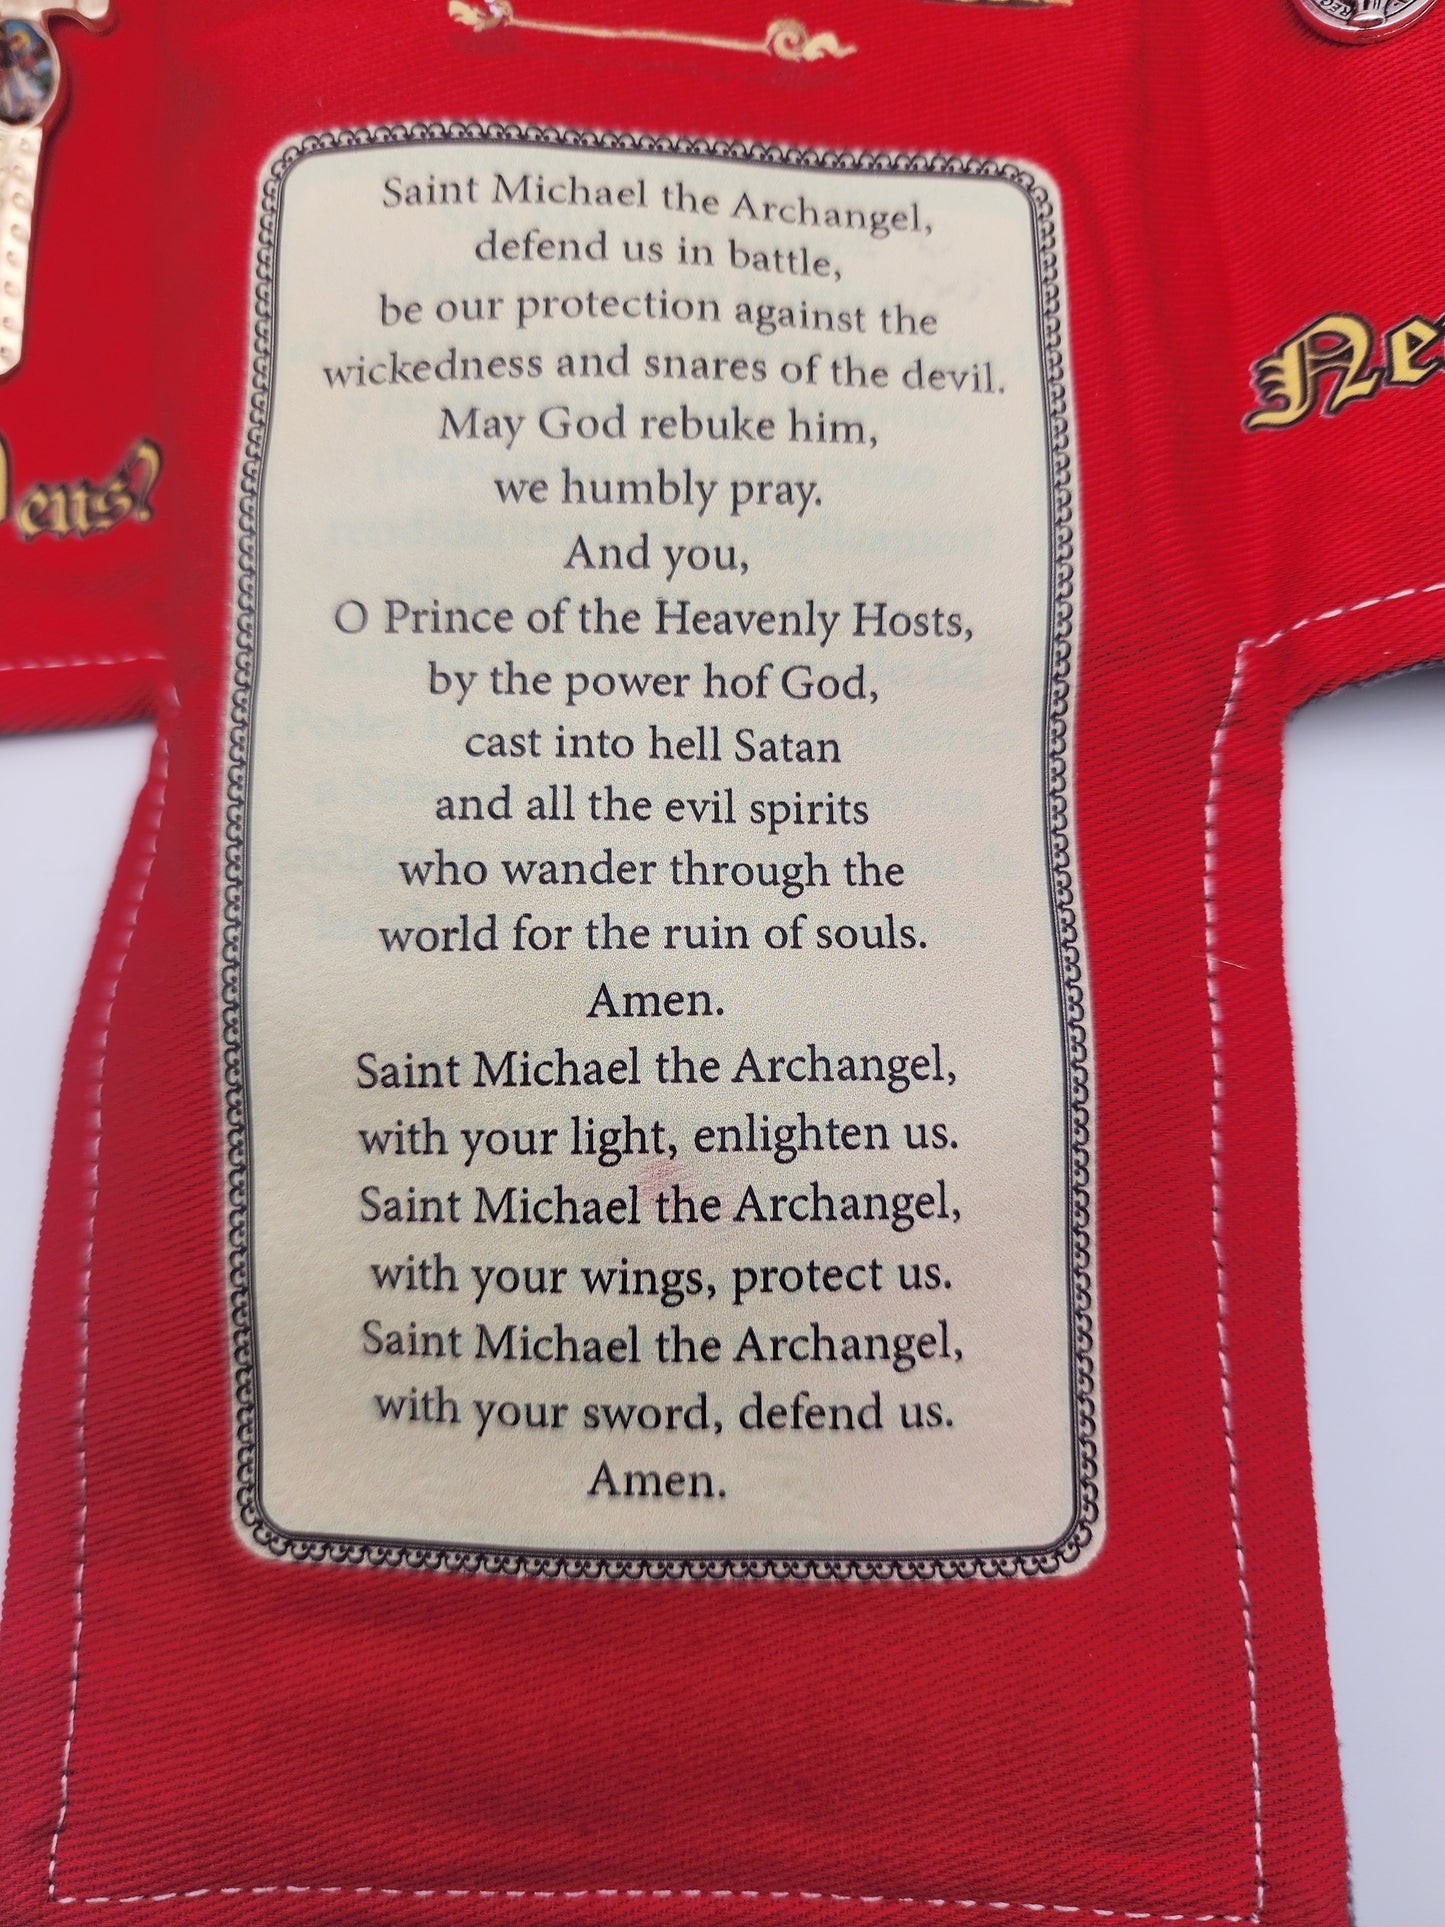 Saint Michael the Archangel,
defend us in battle,
be our protection against the
wickedness and snares of the devil.
May God rebuke him,
we humbly pray.
And you,
O Prince of the Heavenly Hosts,
by the power hof God,
cast into hell Satan
and all the evil spirits
who wander through the
world for the ruin of souls.
Amen.
Saint Michael the Archangel,
with your light, enlighten us.
Saint Michael the Archangel,
with your wings, protect us.
Saint Michael the Archangel,
with your sword, defend us.
Amen.